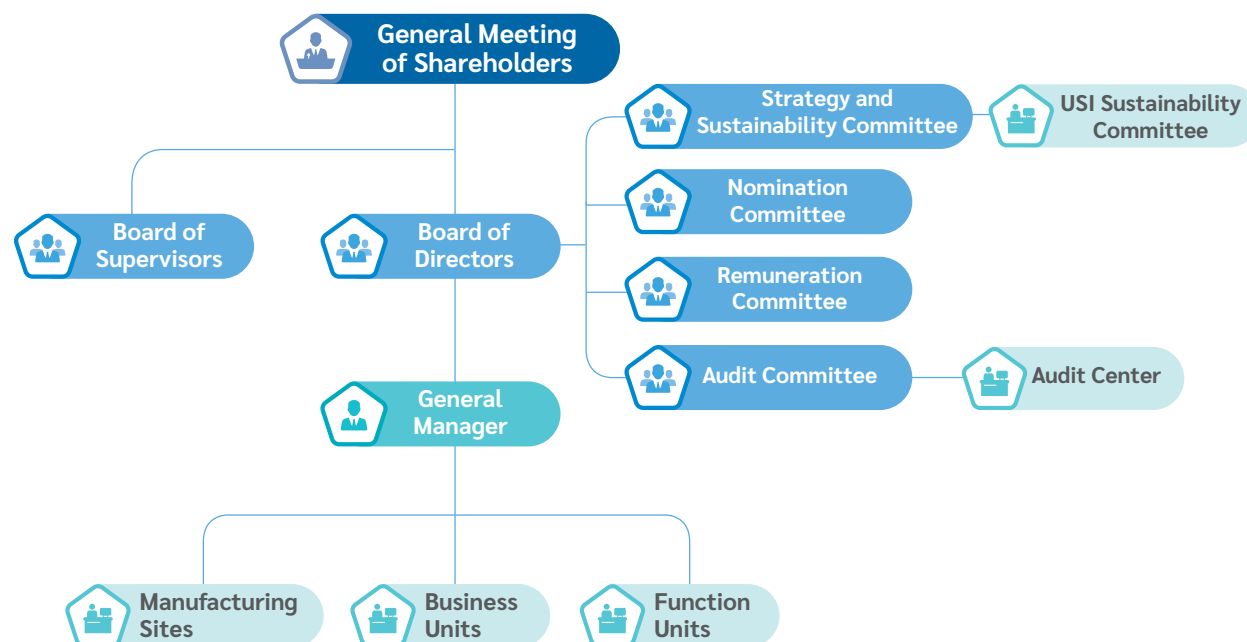 General Meeting
of Shareholders
Strategy and
Sustainability Committee
USI Sustainability
Committee
Nomination
Committee
Board of
Supervisors
Board of
Directors
Remuneration
Committee
Audit Committee
Audit Center
General
Manager
Manufacturing
Sites
Business
Units
Function
Units